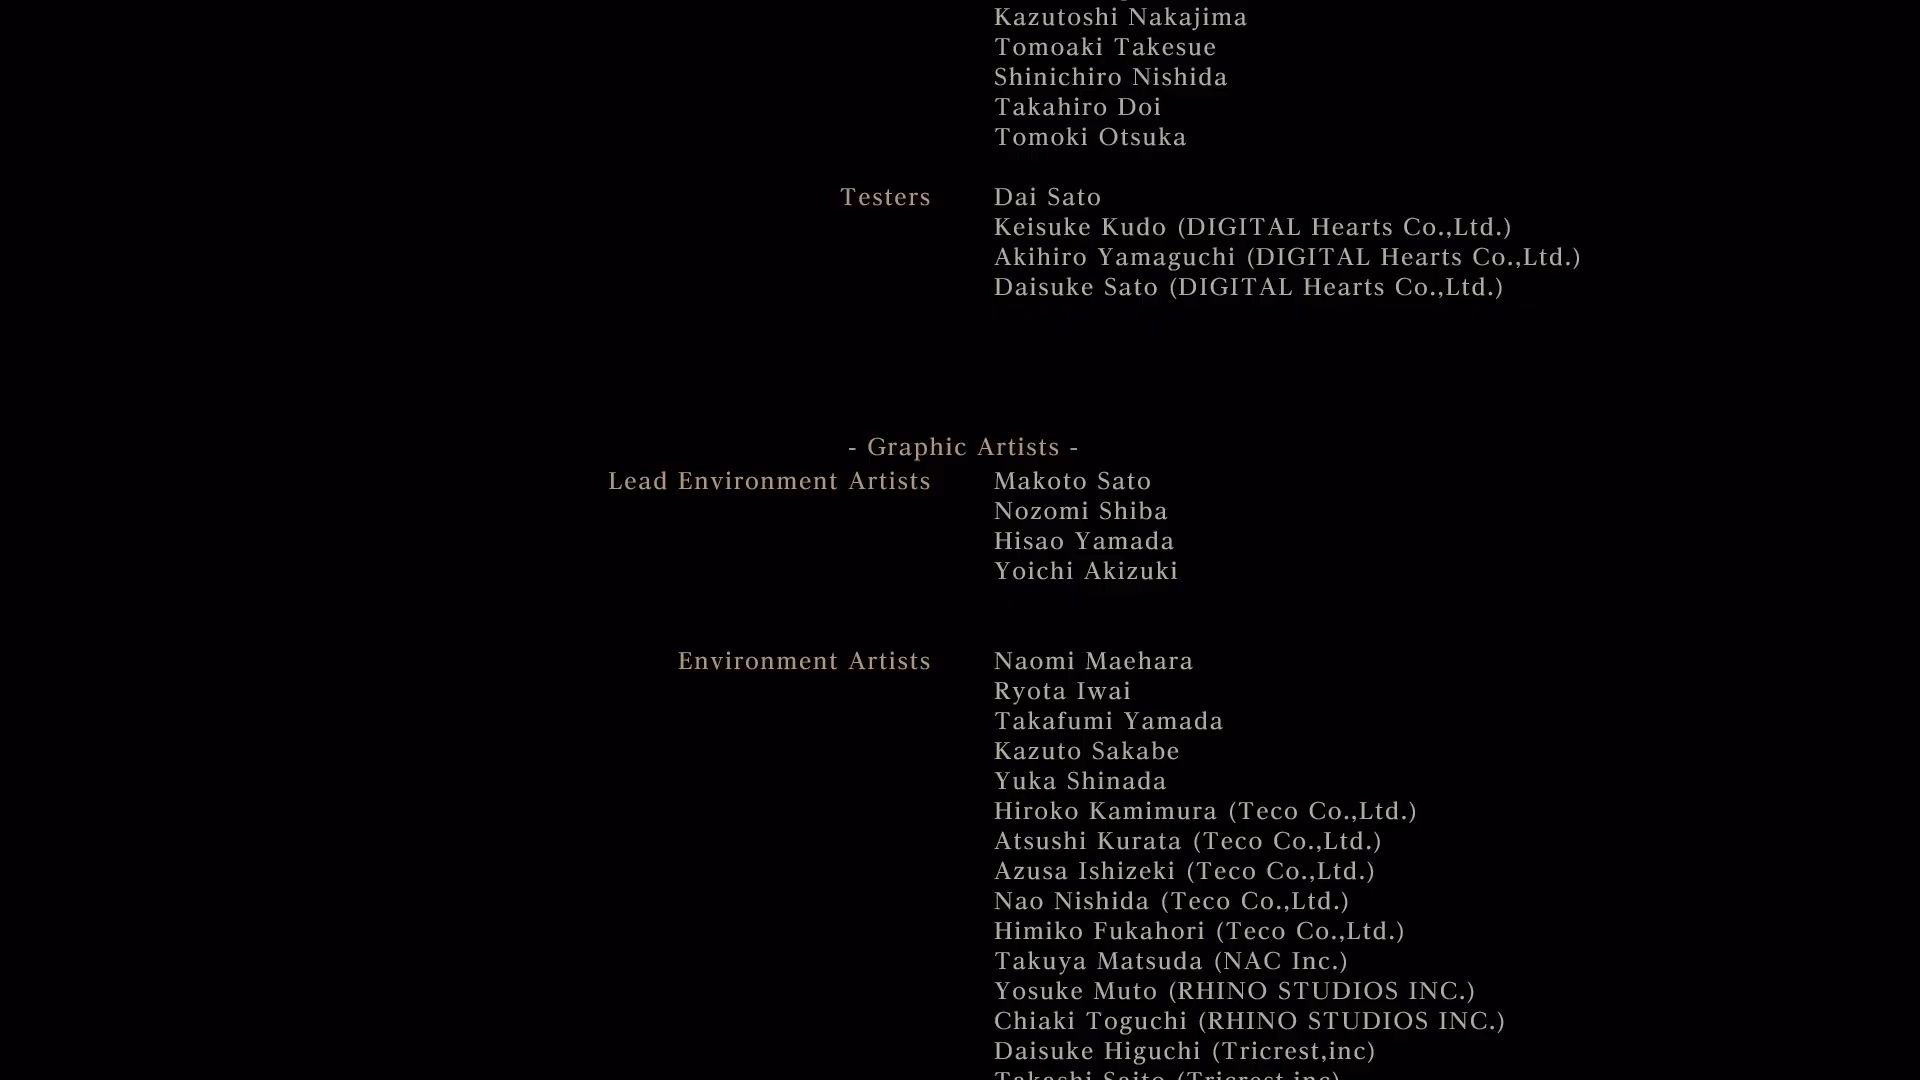 Kazutoshi Nakajima
Tomoaki Takesue
Shinichiro Nishida
Takahiro Doi
Tomoki Otsuka
Testers Dai Sato
Keisuke Kudo (DIGITAL Hearts Co.,Ltd.)
Akihiro Yamaguchi (DIGITAL Hearts Co.,Ltd.)
Daisuke Sato (DIGITAL Hearts Co.,Ltd.)
- Graphic Artists -
Lead Environment Artists Makoto Sato
Nozomi Shiba
Hisao Yamada
Yoichi Akizuki
Environment Artists Naomi Maehara
Ryota Iwai
Takafumi Yamada
Kazuto Sakabe
Yuka Shinada
Hiroko Kamimura (Teco Co.,Ltd.)
Atsushi Kurata (Teco Co.,Ltd.)
Azusa Ishizeki (Teco Co.,Ltd.)
Nao Nishida (Teco Co.,Ltd.)
Himiko Fukahori (Teco Co.,Ltd.)
Takuya Matsuda (NAC Inc.)
Yosuke Muto (RHINO STUDIOS INC.)
Chiaki Toguchi (RHINO STUDIOS INC.)
Daisuke Higuchi (Tricrest,inc)
Takashi Saito (Tricrest,inc)